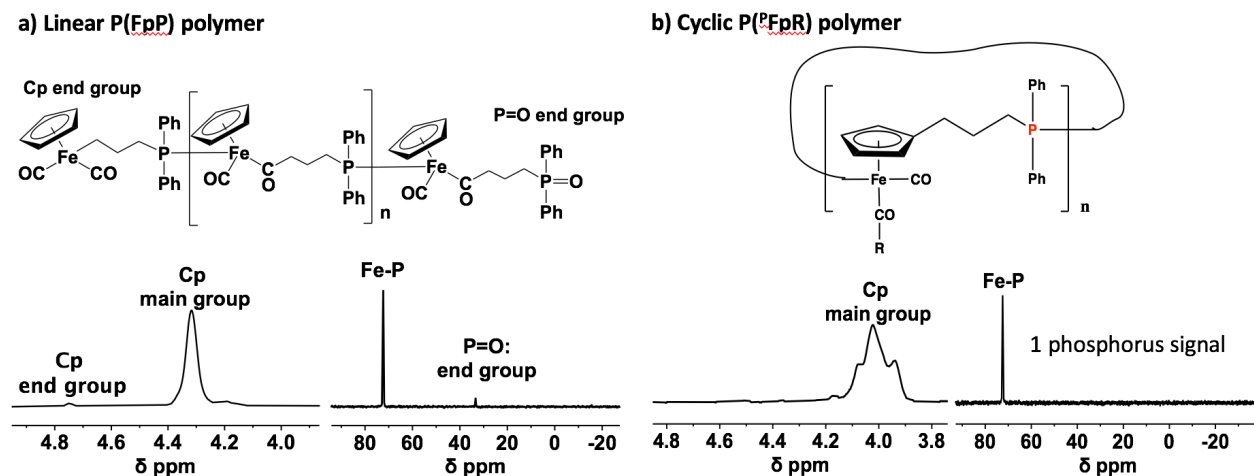 a) Linear P(FpP) polymer
Cp end group
Ph
P
Ph
Fe
OC
CO
Ph
P
Ph
Fe
OC
C
O
n
P=O end group
Fe
OC
C
O
Ph
P=O
Ph
Cp
main group
Cp
end group
4.8 4.6 4.4 4.2 4.0
δ ppm
Fe-P
P=O:
end group
80 60 40 20 0 -20
δ ppm
b) Cyclic P(ᴾFpR) polymer
Ph
P
Ph
Fe
CO
CO
R
n
Cp
main group
4.8 4.6 4.4 4.2 4.0 3.8
δ ppm
Fe-P
1 phosphorus signal
80 60 40 20 0 -20
δ ppm